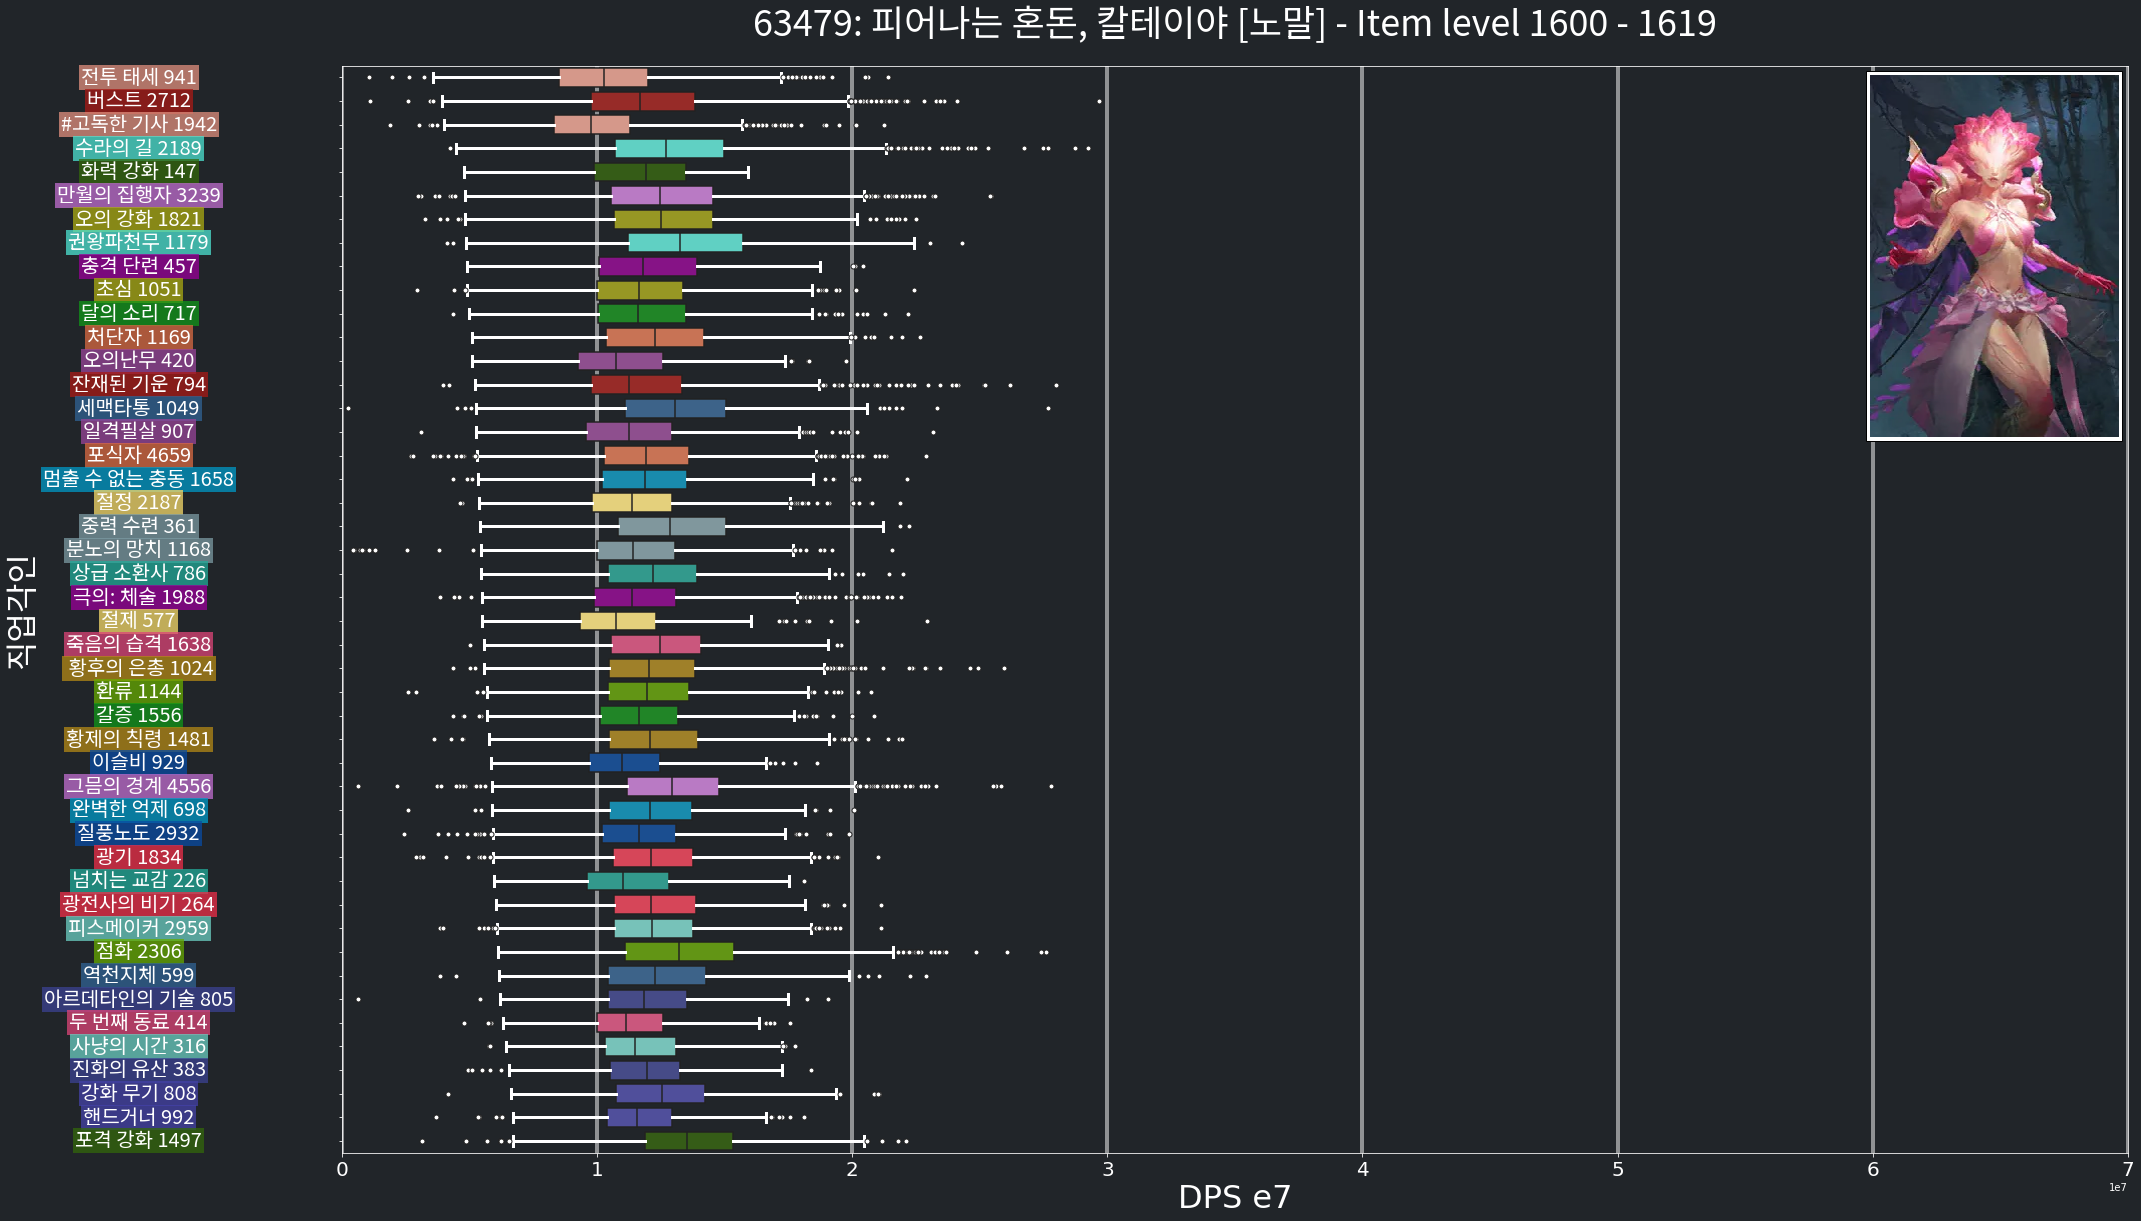 63479: 피어나는 혼돈, 칼테이야 [노말] - Item level 1600 - 1619
직업각인
전투 태세 941
버스트 2712
#고독한 기사 1942
수라의 길 2189
화력 강화 147
만월의 집행자 3239
오의 강화 1821
권왕파천무 1179
충격 단련 457
초심 1051
달의 소리 717
처단자 1169
오의난무 420
잔재된 기운 794
세맥타통 1049
일격필살 907
포식자 4659
멈출 수 없는 충동 1658
절정 2187
중력 수련 361
분노의 망치 1168
상급 소환사 786
극의: 체술 1988
절제 577
죽음의 습격 1638
황후의 은총 1024
환류 1144
갈증 1556
황제의 칙령 1481
이슬비 929
그믐의 경계 4556
완벽한 억제 698
질풍노도 2932
광기 1834
넘치는 교감 226
광전사의 비기 264
피스메이커 2959
점화 2306
역천지체 599
아르데타인의 기술 805
두 번째 동료 414
사냥의 시간 316
진화의 유산 383
강화 무기 808
핸드거너 992
포격 강화 1497
0 1 2 3 4 5 6 7
1e7
DPS e7